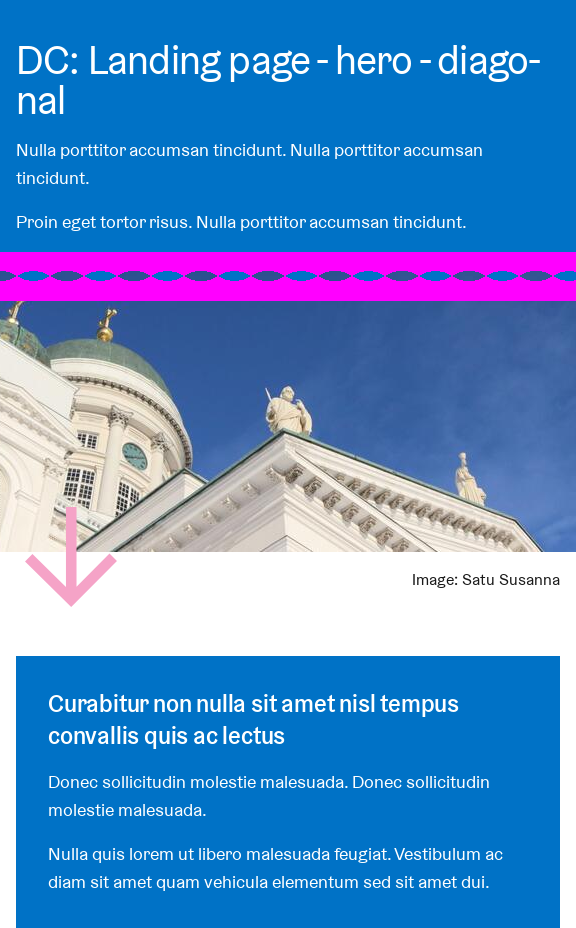 DC: Landing page - hero - diago-
nal
Nulla porttitor accumsan tincidunt. Nulla porttitor accumsan
tincidunt.
Proin eget tortor risus. Nulla porttitor accumsan tincidunt.
Image: Satu Susanna
Curabitur non nulla sit amet nisl tempus
convallis quis ac lectus
Donec sollicitudin molestie malesuada. Donec sollicitudin
molestie malesuada.
Nulla quis lorem ut libero malesuada feugiat. Vestibulum ac
diam sit amet quam vehicula elementum sed sit amet dui.